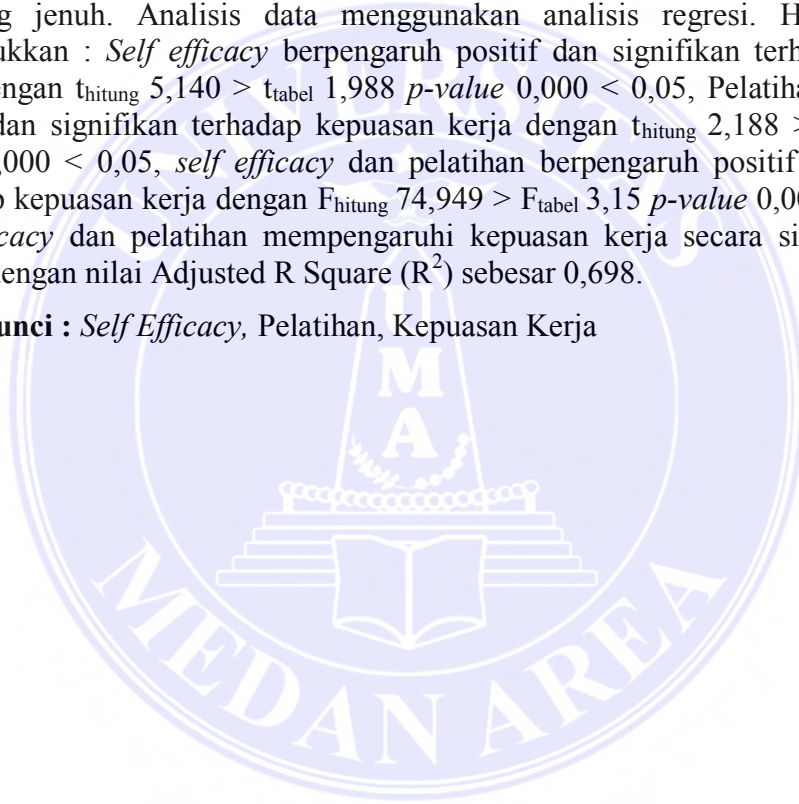 g jenuh. Analisis data menggunakan analisis regresi. H
ukkan : Self efficacy berpengaruh positif dan signifikan terh
engan thitung 5,140 > ttabel 1,988 p-value 0,000 < 0,05, Pelatiha
dan signifikan terhadap kepuasan kerja dengan thitung 2,188 >
,000 < 0,05, self efficacy dan pelatihan berpengaruh positif
p kepuasan kerja dengan Fhitung 74,949 > Ftabel 3,15 p-value 0,00
cacy dan pelatihan mempengaruhi kepuasan kerja secara si
dengan nilai Adjusted R Square (R²) sebesar 0,698.
unci : Self Efficacy, Pelatihan, Kepuasan Kerja
UNIVERSITAS
U
M
A
MEDAN AREA